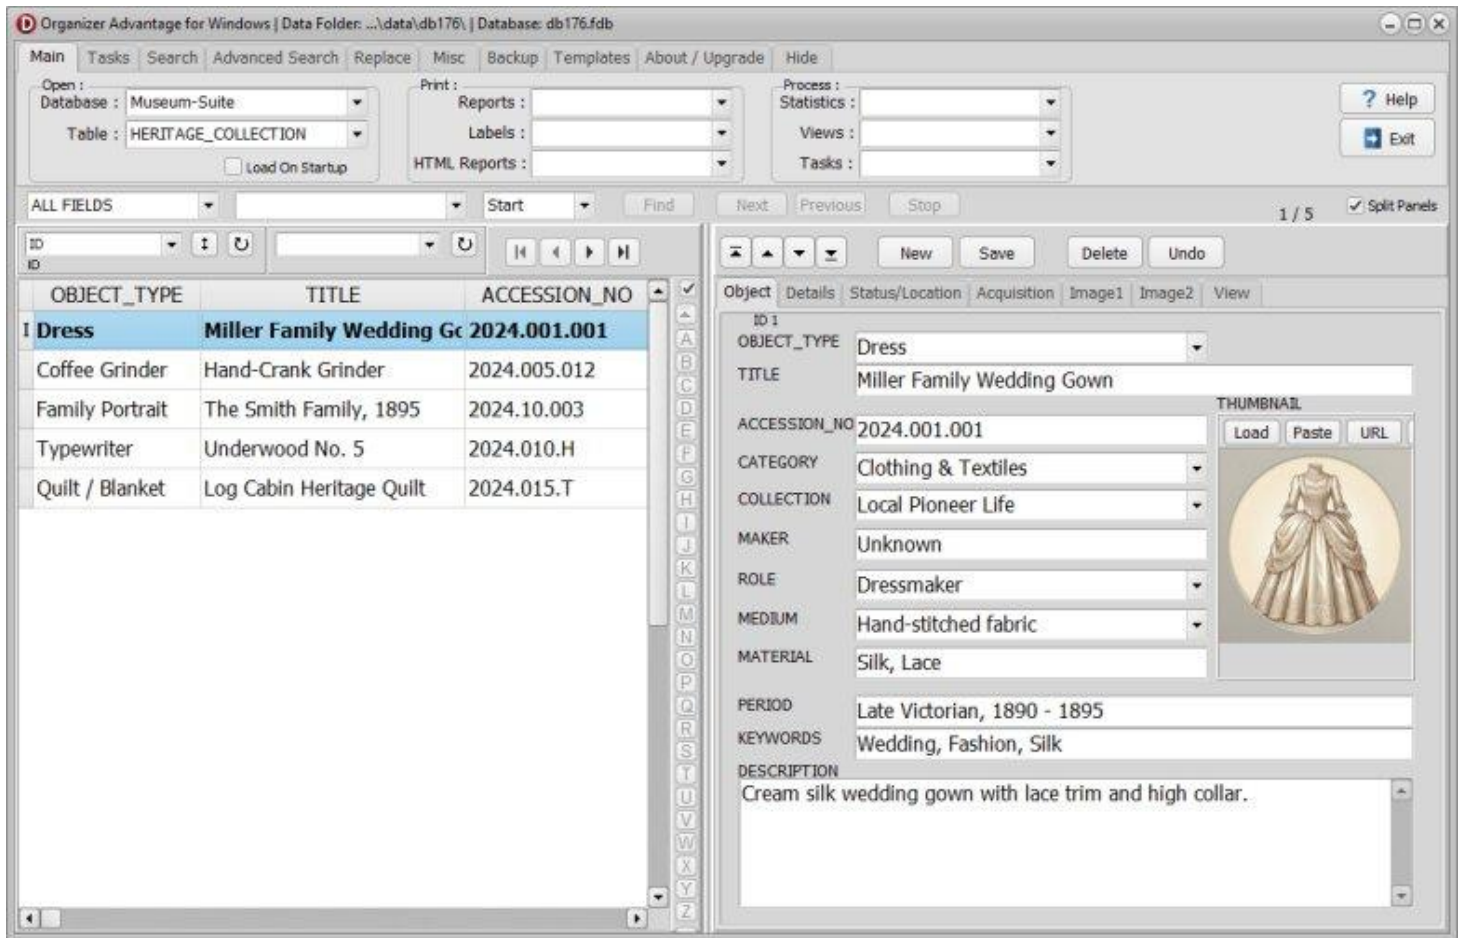 Organizer Advantage for Windows | Data Folder: ...\data\db176\ | Database: db176.fdb
Main Tasks Search Advanced Search Replace Misc Backup Templates About / Upgrade Hide
Open : Print : Process :
Database : Museum-Suite Reports : Statistics : ? Help
Table : HERITAGE_COLLECTION Labels : Views : Exit
Load On Startup HTML Reports : Tasks :
ALL FIELDS Start Find Next Previous Stop 1 / 5 Split Panels
ID
ID
New Save Delete Undo
OBJECT_TYPE TITLE ACCESSION_NO
Dress Miller Family Wedding Gc 2024.001.001
Coffee Grinder Hand-Crank Grinder 2024.005.012
Family Portrait The Smith Family, 1895 2024.10.003
Typewriter Underwood No. 5 2024.010.H
Quilt / Blanket Log Cabin Heritage Quilt 2024.015.T
A
B
C
D
E
F
G
H
I
J
K
L
M
N
O
P
Q
R
S
T
U
V
W
X
Y
Z
Object Details Status/Location Acquisition Image1 Image2 View
ID 1
OBJECT_TYPE Dress
TITLE Miller Family Wedding Gown
THUMBNAIL
ACCESSION_NO 2024.001.001 Load Paste URL
CATEGORY Clothing & Textiles
COLLECTION Local Pioneer Life
MAKER Unknown
ROLE Dressmaker
MEDIUM Hand-stitched fabric
MATERIAL Silk, Lace
PERIOD Late Victorian, 1890 - 1895
KEYWORDS Wedding, Fashion, Silk
DESCRIPTION
Cream silk wedding gown with lace trim and high collar.